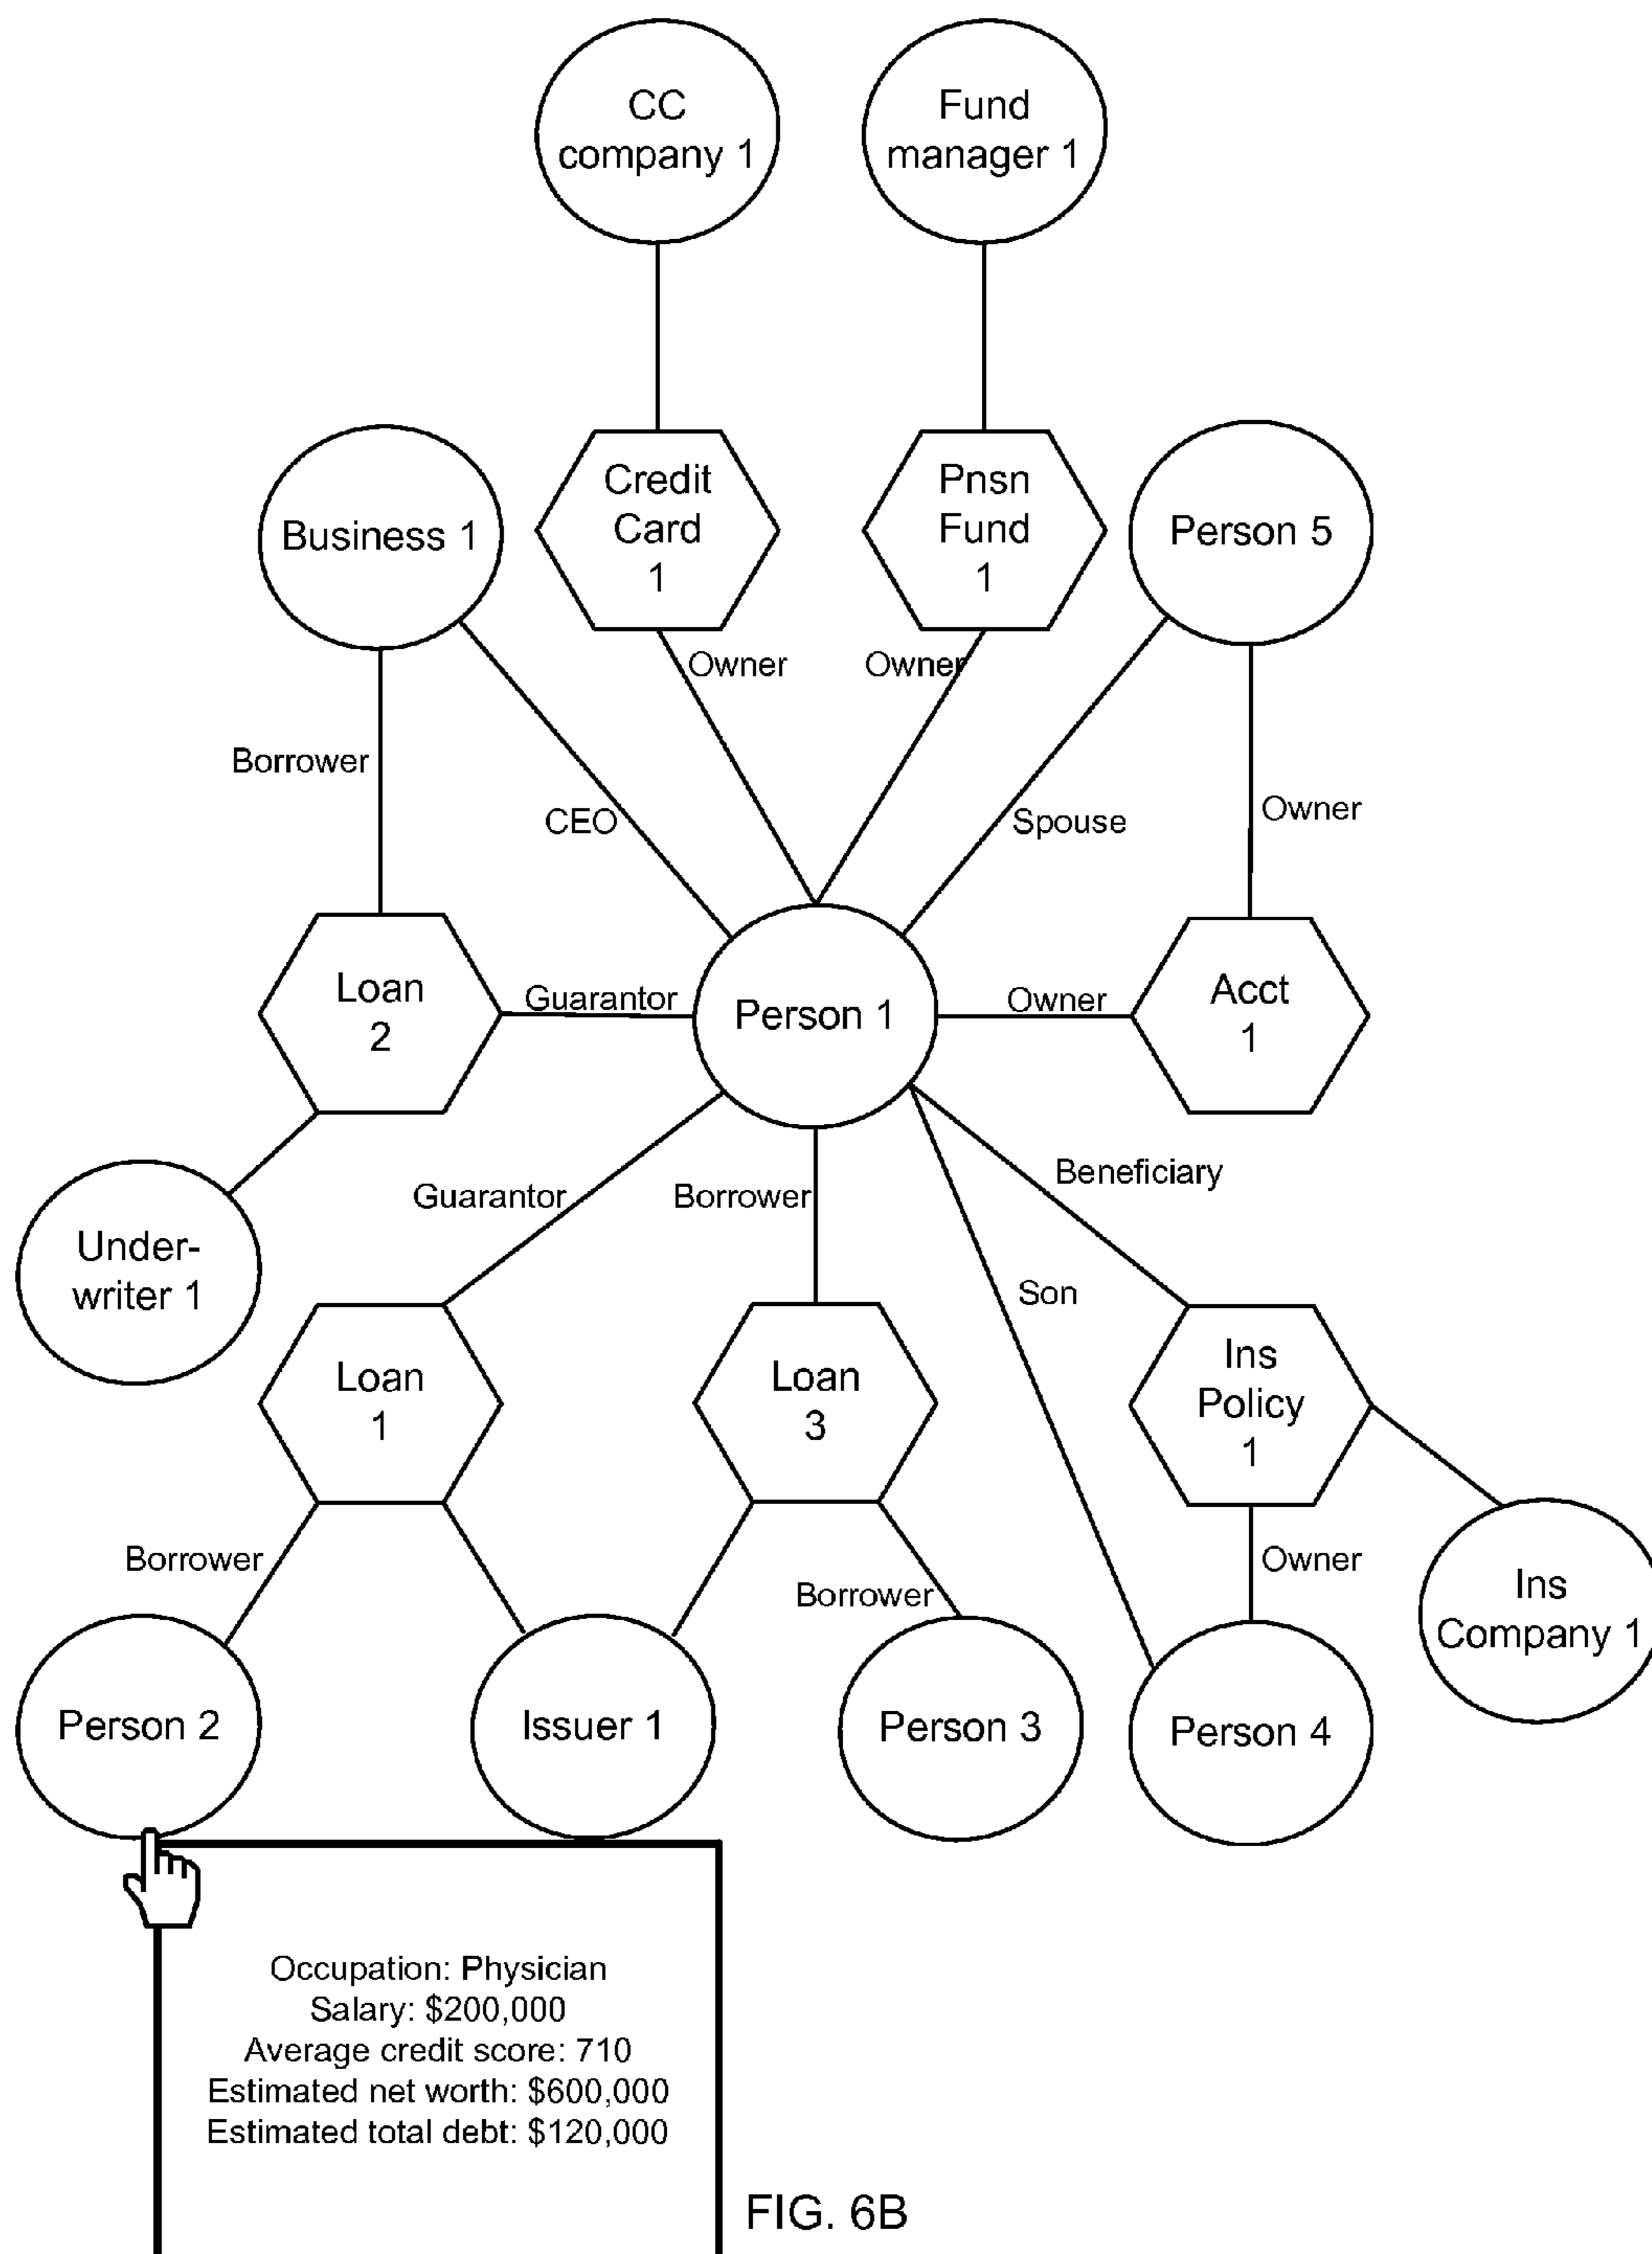 CC
company 1
Fund
manager 1
Business 1
Credit
Card
1
Pnsn
Fund
1
Person 5
Owner
Owner
Borrower
CEO
Spouse
Owner
Loan
2
Guarantor
Person 1
Owner
Acct
1
Under-
writer 1
Guarantor
Borrower
Beneficiary
Son
Loan
1
Loan
3
Ins
Policy
1
Borrower
Borrower
Owner
Ins
Company 1
Person 2
Issuer 1
Person 3
Person 4
Occupation: Physician
Salary: $200,000
Average credit score: 710
Estimated net worth: $600,000
Estimated total debt: $120,000
FIG. 6B